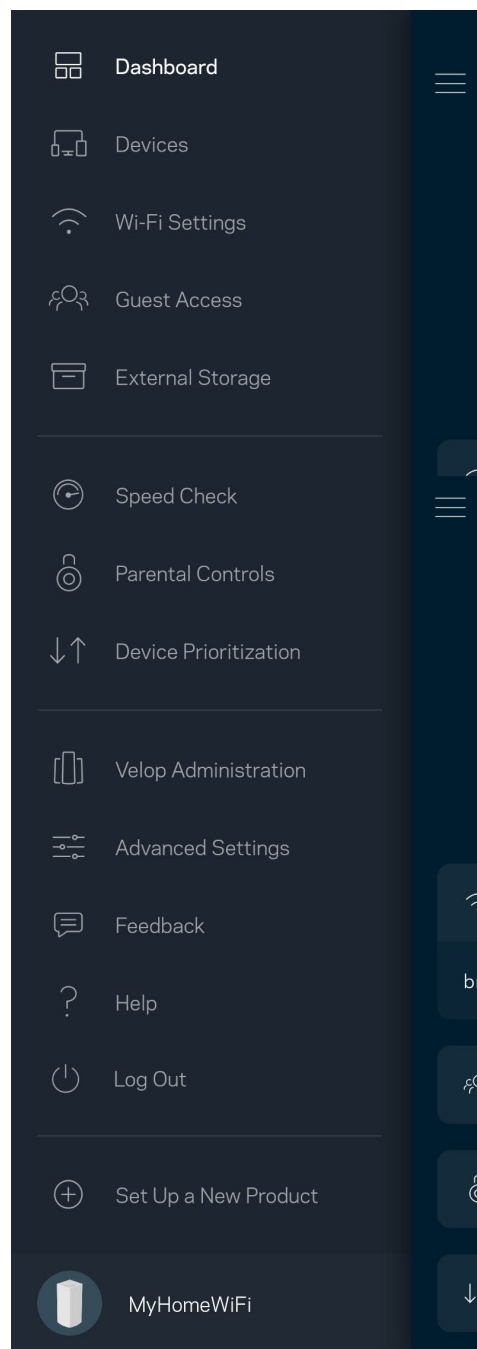 Dashboard
Devices
Wi-Fi Settings
Guest Access
External Storage
Speed Check
Parental Controls
Device Prioritization
Velop Administration
Advanced Settings
Feedback
Help
Log Out
Set Up a New Product
MyHomeWiFi